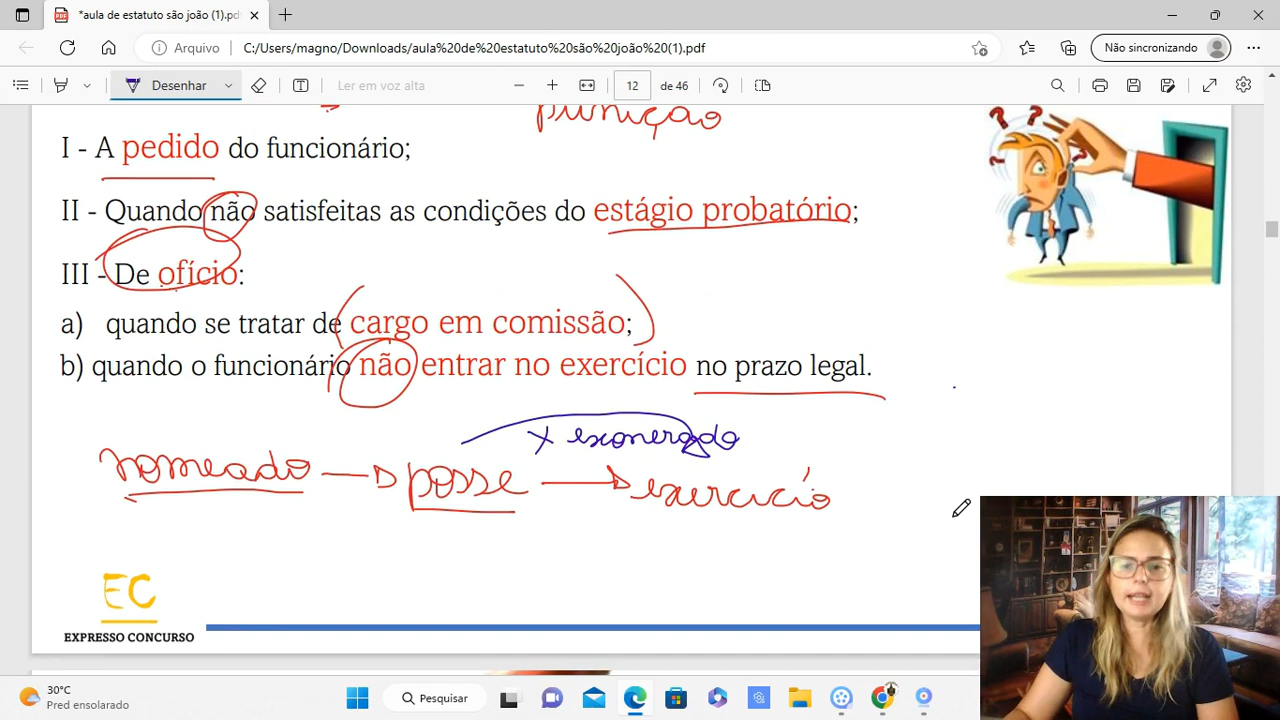 *aula de estatuto são joão (1).pdf
Arquivo C:/Users/magno/Downloads/aula%20de%20estatuto%20são%20joão%20(1).pdf Não sincronizando
Desenhar Ler em voz alta 12 de 46
punição
I - A pedido do funcionário;
II - Quando não satisfeitas as condições do estágio probatório;
III - De ofício:
a) quando se tratar de cargo em comissão;
b) quando o funcionário não entrar no exercício no prazo legal.
x exonerado
nomeado posse exercício
EC
EXPRESSO CONCURSO
30°C
Pred ensolarado
Pesquisar